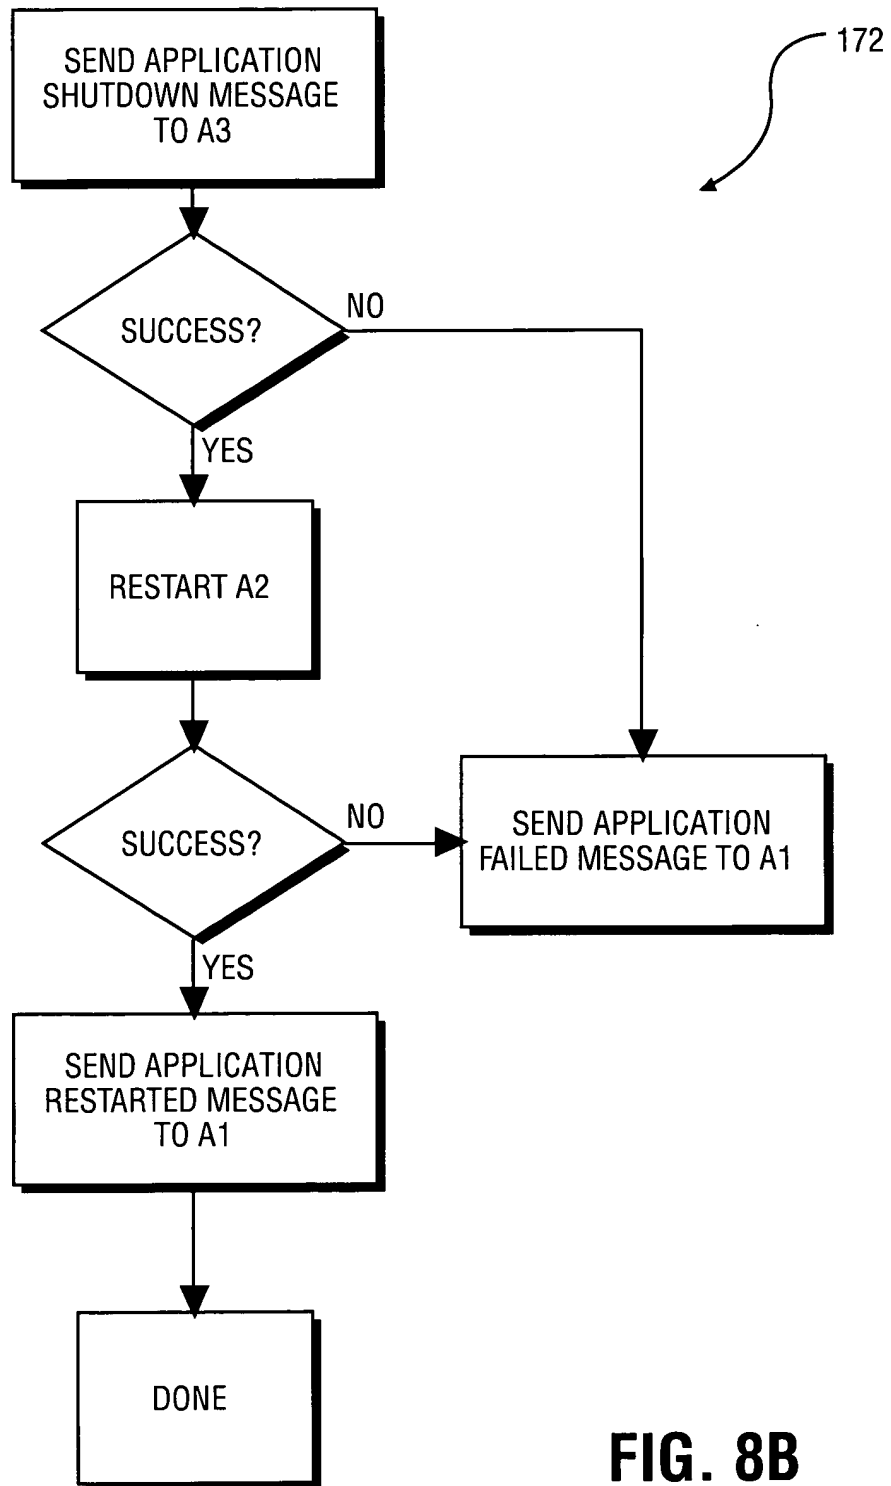 172
SEND APPLICATION
SHUTDOWN MESSAGE
TO A3
SUCCESS?
NO
YES
RESTART A2
SUCCESS?
NO
SEND APPLICATION
FAILED MESSAGE TO A1
YES
SEND APPLICATION
RESTARTED MESSAGE
TO A1
DONE
FIG. 8B